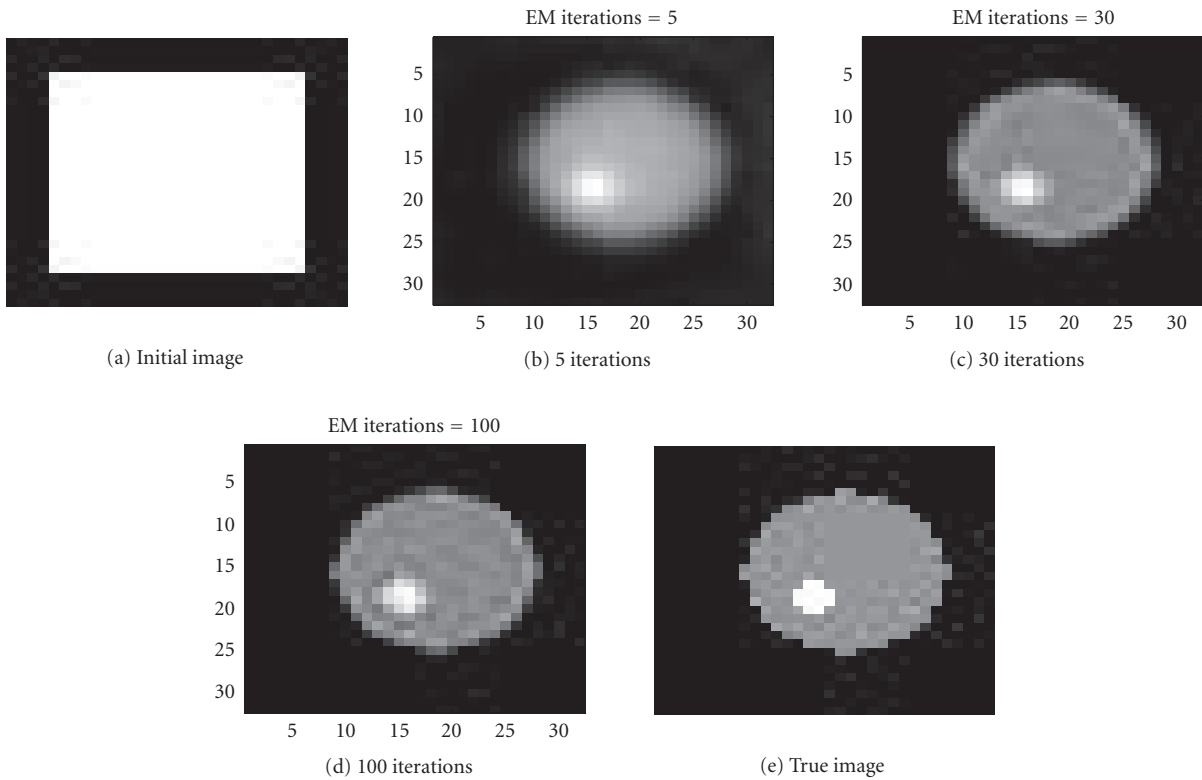 EM iterations = 5
EM iterations = 30
5
10
15
20
25
30
5
10
15
20
25
30
5 10 15 20 25 30
5 10 15 20 25 30
(a) Initial image
(b) 5 iterations
(c) 30 iterations
EM iterations = 100
5
10
15
20
25
30
5 10 15 20 25 30
(d) 100 iterations
(e) True image